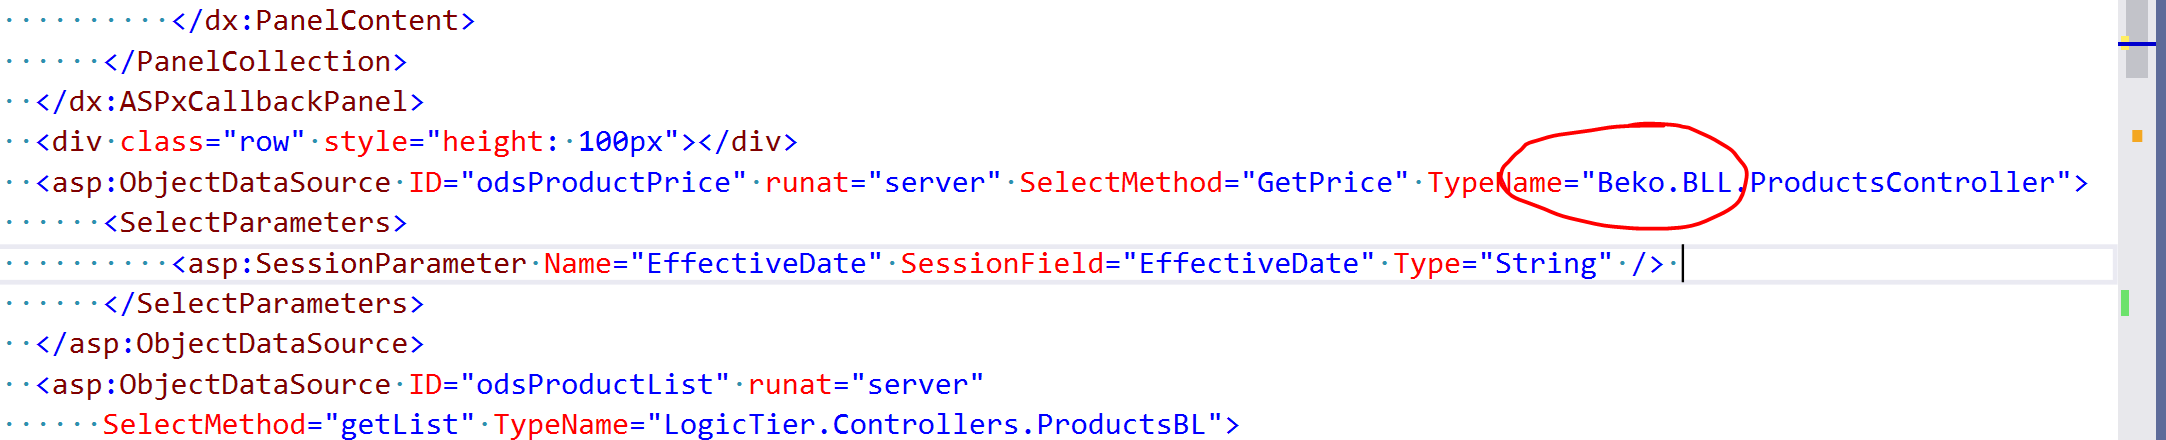 </dx:PanelContent>
</PanelCollection>
</dx:ASPxCallbackPanel>
<div class="row" style="height: 100px"></div>
<asp:ObjectDataSource ID="odsProductPrice" runat="server" SelectMethod="GetPrice" TypeName="Beko.BLL.ProductsController">
<SelectParameters>
<asp:SessionParameter Name="EffectiveDate" SessionField="EffectiveDate" Type="String" />
</SelectParameters>
</asp:ObjectDataSource>
<asp:ObjectDataSource ID="odsProductList" runat="server"
SelectMethod="getList" TypeName="LogicTier.Controllers.ProductsBL">